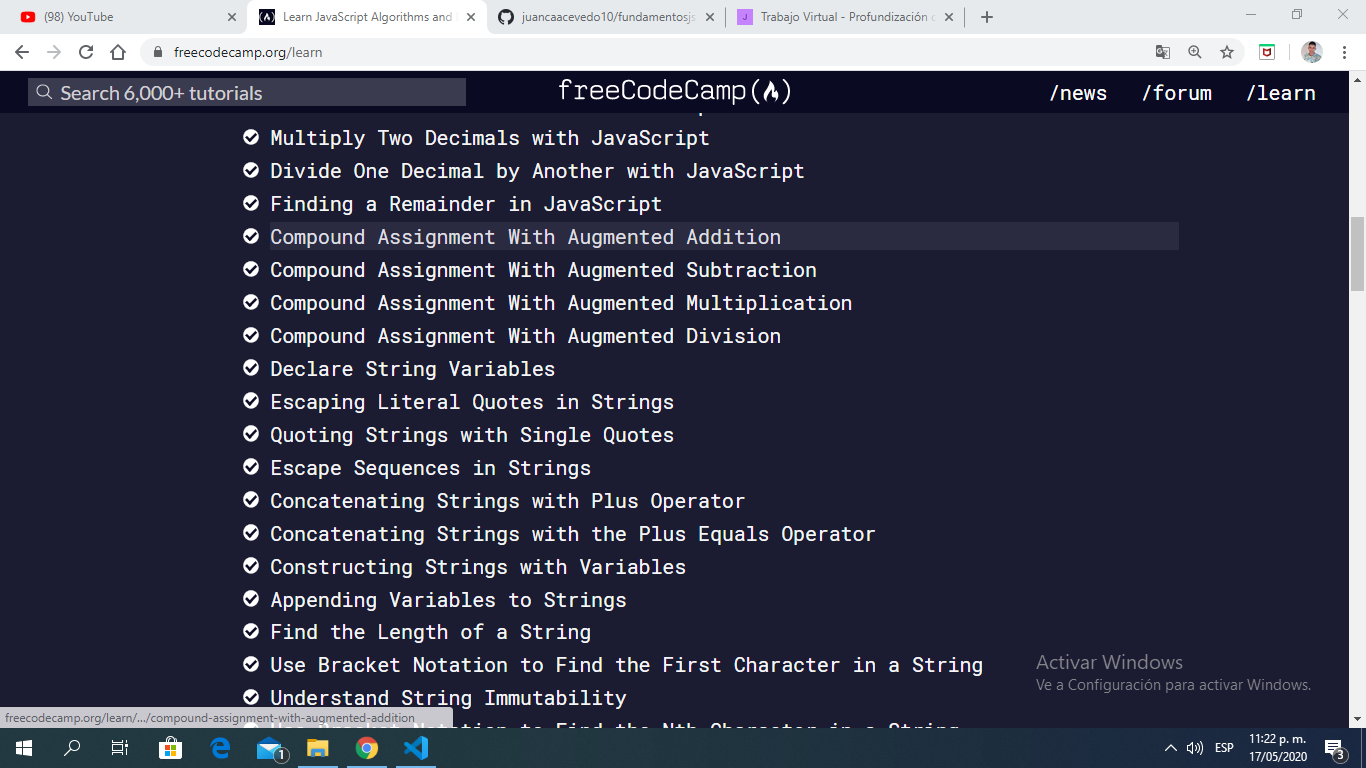 (98) YouTube
Learn JavaScript Algorithms and
juancaacevedo10/fundamentosjs
Trabajo Virtual - Profundización
freecodecamp.org/learn
Search 6,000+ tutorials
freeCodeCamp
/news
/forum
/learn
Multiply Two Decimals with JavaScript
Divide One Decimal by Another with JavaScript
Finding a Remainder in JavaScript
Compound Assignment With Augmented Addition
Compound Assignment With Augmented Subtraction
Compound Assignment With Augmented Multiplication
Compound Assignment With Augmented Division
Declare String Variables
Escaping Literal Quotes in Strings
Quoting Strings with Single Quotes
Escape Sequences in Strings
Concatenating Strings with Plus Operator
Concatenating Strings with the Plus Equals Operator
Constructing Strings with Variables
Appending Variables to Strings
Find the Length of a String
Use Bracket Notation to Find the First Character in a String
Understand String Immutability
Activar Windows
Ve a Configuración para activar Windows.
Notation to Find the Nth Character in a String
freecodecamp.org/learn/.../compound-assignment-with-augmented-addition
1
ESP
11:22 p. m.
17/05/2020
3